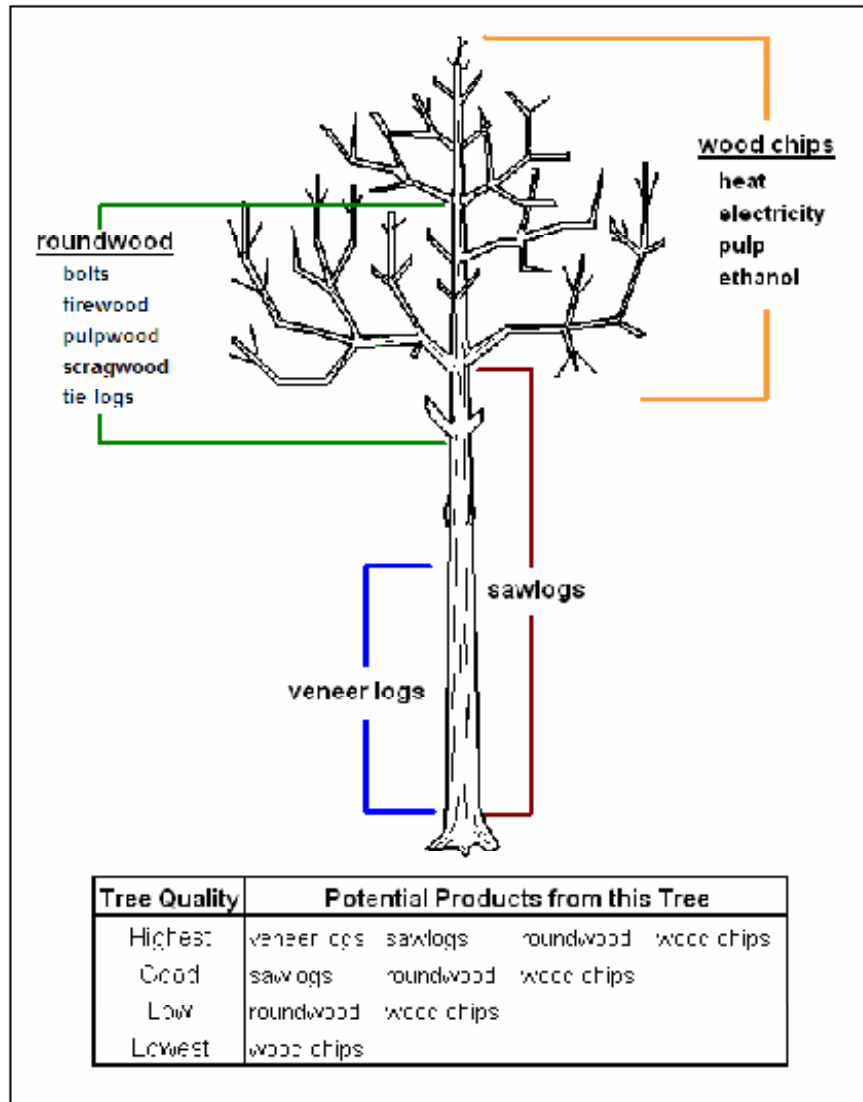 wood chips
heat
electricity
pulp
ethanol
roundwood
bolts
firewood
pulpwood
scragwood
tie logs
sawlogs
veneer logs
Tree Quality Potential Products from this Tree
Highest veneer logs sawlogs roundwood wood chips
Good sawlogs roundwood wood chips
Low roundwood wood chips
Lowest wood chips